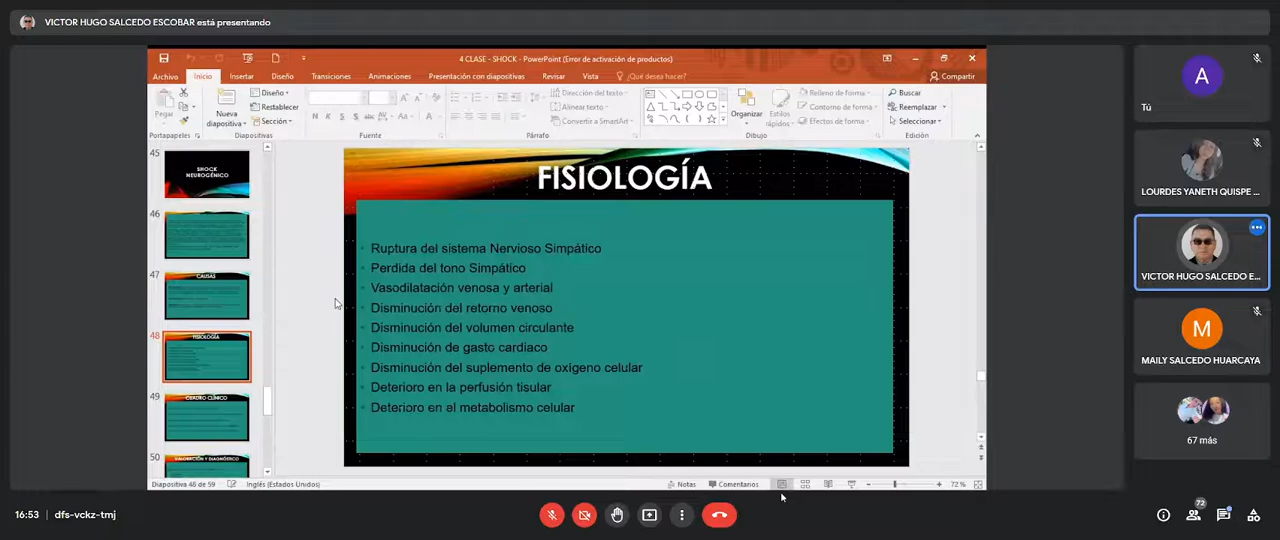 VICTOR HUGO SALCEDO ESCOBAR está presentando
4 CLASE - SHOCK - PowerPoint (Error de activación de productos)
Archivo Inicio Insertar Diseño Transiciones Animaciones Presentación con diapositivas Revisar Vista ¿Qué desea hacer? Compartir
Pegar
Nueva diapositiva
Diseño
Restablecer
Sección
N K S abc
Dirección del texto
Alinear texto
Convertir a SmartArt
Organizar
Estilos rápidos
Relleno de forma
Contorno de forma
Efectos de forma
Buscar
Reemplazar
Seleccionar
Portapapeles Diapositivas Fuente Párrafo Dibujo Edición
45
SHOCK
NEUROGÉNICO
46
47
CAUSAS
48
FISIOLOGÍA
49
CUADRO CLÍNICO
50
VALORACIÓN Y DIAGNÓSTICO
FISIOLOGÍA
Ruptura del sistema Nervioso Simpático
Perdida del tono Simpático
Vasodilatación venosa y arterial
Disminución del retorno venoso
Disminución del volumen circulante
Disminución de gasto cardiaco
Disminución del suplemento de oxigeno celular
Deterioro en la perfusión tisular
Deterioro en el metabolismo celular
Diapositiva 48 de 59 Inglés (Estados Unidos) Notas Comentarios 72 %
A
Tú
LOURDES YANETH QUISPE ...
VICTOR HUGO SALCEDO E...
M
MAILY SALCEDO HUARCAYA
67 más
16:53 dfs-vckz-tmj
72